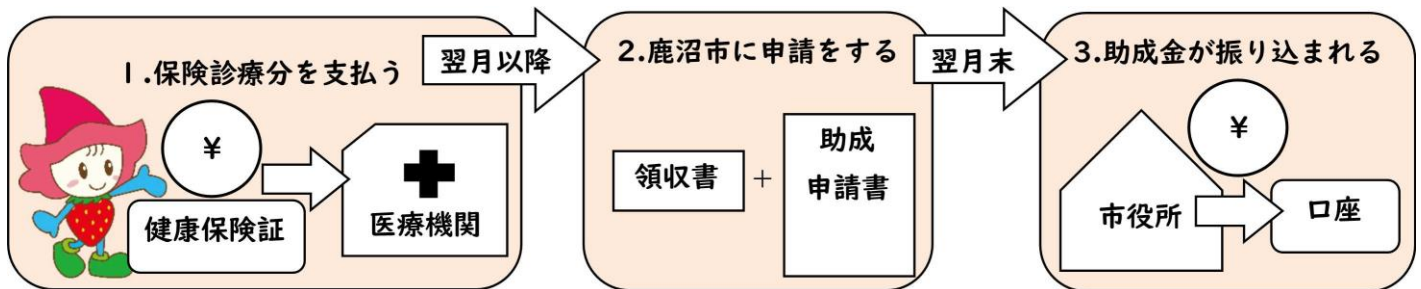 1.保険診療分を支払う
¥
健康保険証
医療機関
翌月以降
2.鹿沼市に申請をする
領収書
+
助成
申請書
翌月末
3.助成金が振り込まれる
¥
市役所
口座